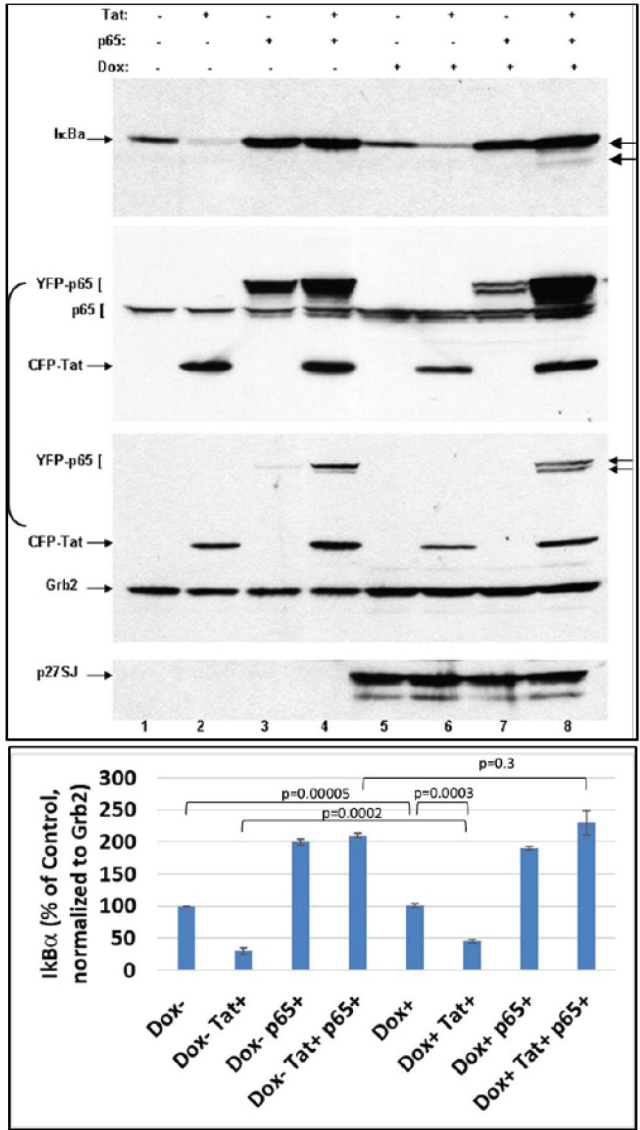 Tat: - + - + - + - +
p65: - - + + - - + +
Dox: - - - - + + + +
IκBa
YFP-p65 [
p65 [
CFP-Tat
YFP-p65 [
CFP-Tat
Grb2
p27SJ
1 2 3 4 5 6 7 8
300
250
200
150
100
50
0
IkBα (% of Control,
normalized to Grb2)
p=0.3
p=0.00005
p=0.0003
p=0.0002
Dox-
Dox- Tat+
Dox- p65+
Dox- Tat+ p65+
Dox+
Dox+ Tat+
Dox+ p65+
Dox+ Tat+ p65+